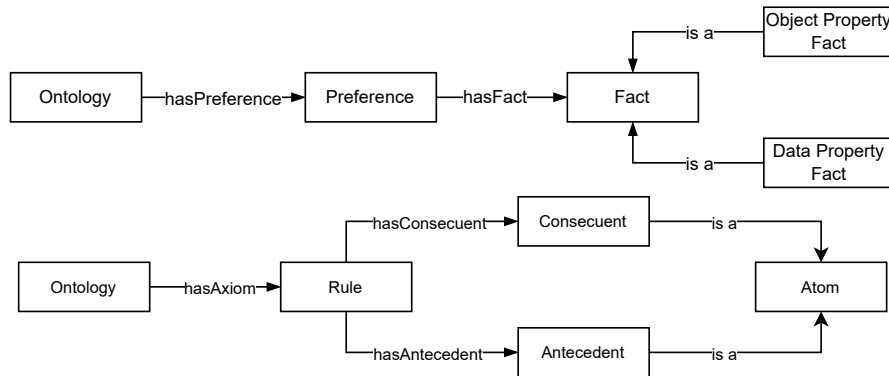 Object Property
Fact
is a
Ontology
hasPreference
Preference
hasFact
Fact
is a
Data Property
Fact
hasConsecuent
Consecuent
is a
Ontology
hasAxiom
Rule
Atom
hasAntecedent
Antecedent
is a